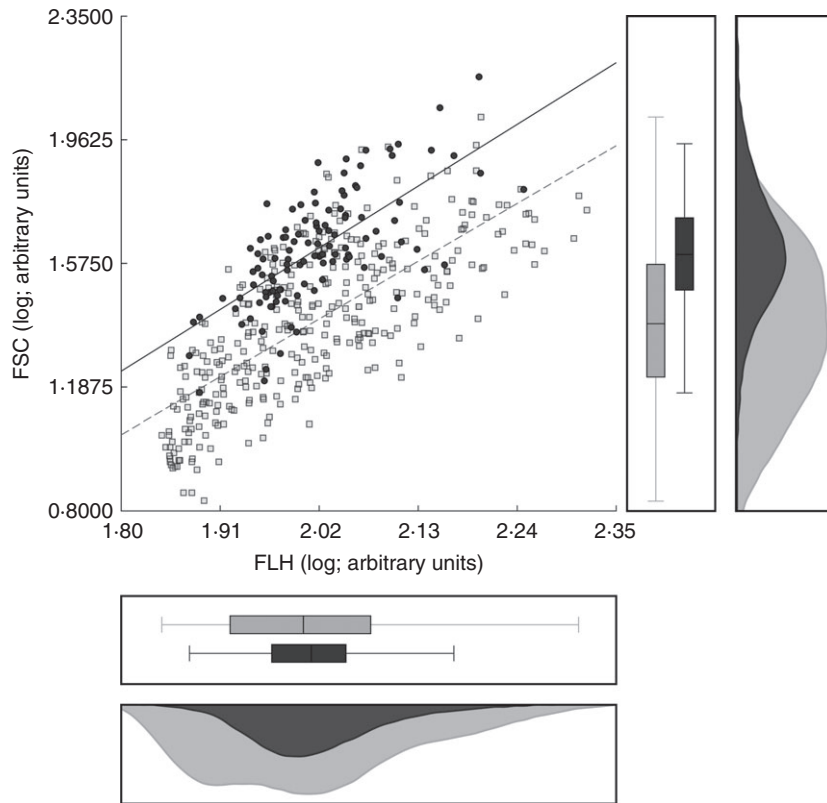 2·3500
1·9625
1·5750
1·1875
0·8000
FSC (log; arbitrary units)
1·80 1·91 2·02 2·13 2·24 2·35
FLH (log; arbitrary units)